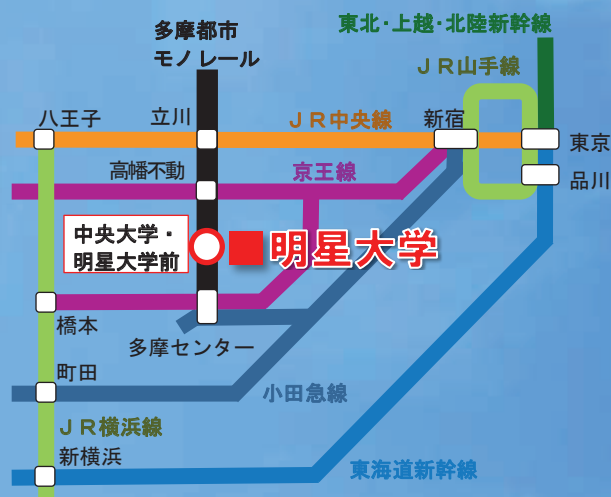 多摩都市
モノレール
東北・上越・北陸新幹線
ＪＲ山手線
八王子
立川
ＪＲ中央線
新宿
東京
高幡不動
京王線
品川
中央大学・
明星大学前
明星大学
橋本
多摩センター
町田
小田急線
ＪＲ横浜線
新横浜
東海道新幹線